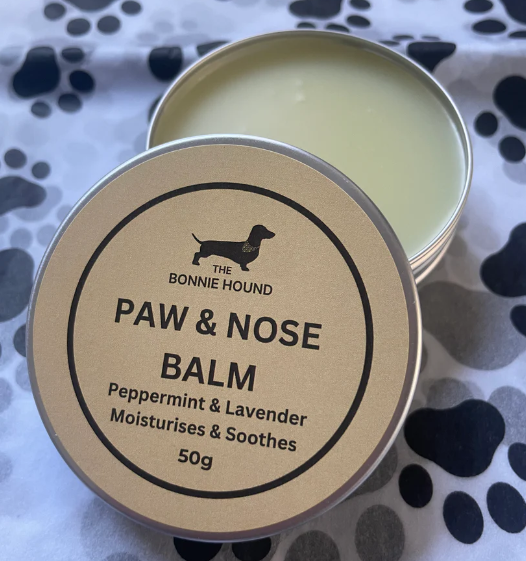 THE
BONNIE HOUND
PAW & NOSE
BALM
Peppermint & Lavender
Moisturises & Soothes
50g